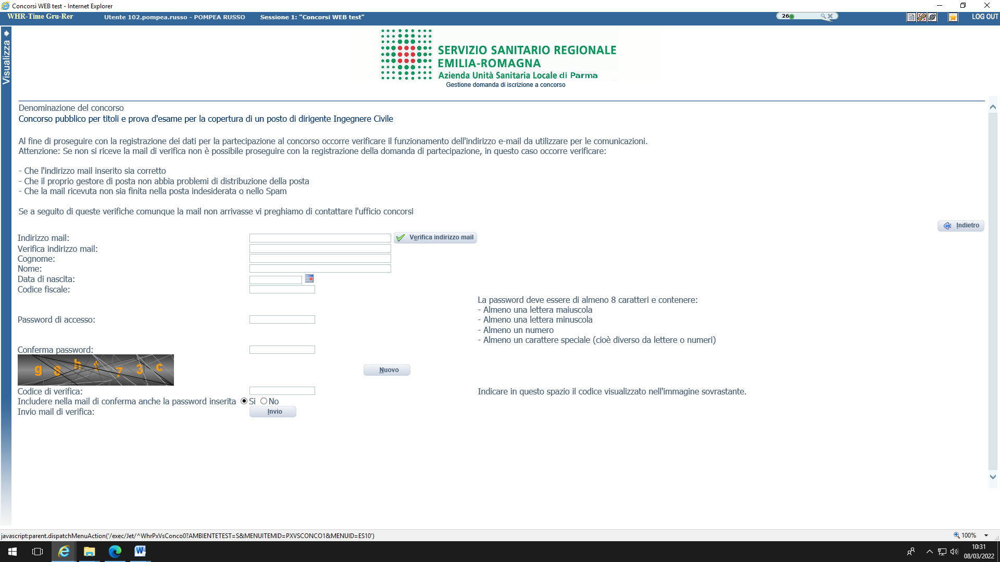 Concorsi WEB test - Internet Explorer
WHR-Time Gru-Rer
Utente 102.pompea.russo - POMPEA RUSSO
Sessione 1: "Concorsi WEB test"
26
LOG OUT
Visualizza
SERVIZIO SANITARIO REGIONALE
EMILIA-ROMAGNA
Azienda Unità Sanitaria Locale di Parma
Gestione domanda di iscrizione a concorso
Denominazione del concorso
Concorso pubblico per titoli e prova d'esame per la copertura di un posto di dirigente Ingegnere Civile
Al fine di proseguire con la registrazione dei dati per la partecipazione al concorso occorre verificare il funzionamento dell'indirizzo e-mail da utilizzare per le comunicazioni.
Attenzione: Se non si riceve la mail di verifica non è possibile proseguire con la registrazione della domanda di partecipazione, in questo caso occorre verificare:
- Che l'indirizzo mail inserito sia corretto
- Che il proprio gestore di posta non abbia problemi di distribuzione della posta
- Che la mail ricevuta non sia finita nella posta indesiderata o nello Spam
Se a seguito di queste verifiche comunque la mail non arrivasse vi preghiamo di contattare l'ufficio concorsi
Indietro
Indirizzo mail:
Verifica indirizzo mail
Verifica indirizzo mail:
Cognome:
Nome:
Data di nascita:
Codice fiscale:
La password deve essere di almeno 8 caratteri e contenere:
- Almeno una lettera maiuscola
Password di accesso:
- Almeno una lettera minuscola
- Almeno un numero
- Almeno un carattere speciale (cioè diverso da lettere o numeri)
Conferma password:
g 8 h t 7 3 c
Nuovo
Codice di verifica:
Indicare in questo spazio il codice visualizzato nell'immagine sovrastante.
Includere nella mail di conferma anche la password inserita Si No
Invio mail di verifica:
Invio
javascript:parent.dispatchMenuAction('/exec/Jet/^WhrPxVsConco0?AMBIENTETEST=S&MENUITEMID=PXVSCONCO1&MENUID=ES10')
100%
10:31
08/03/2022